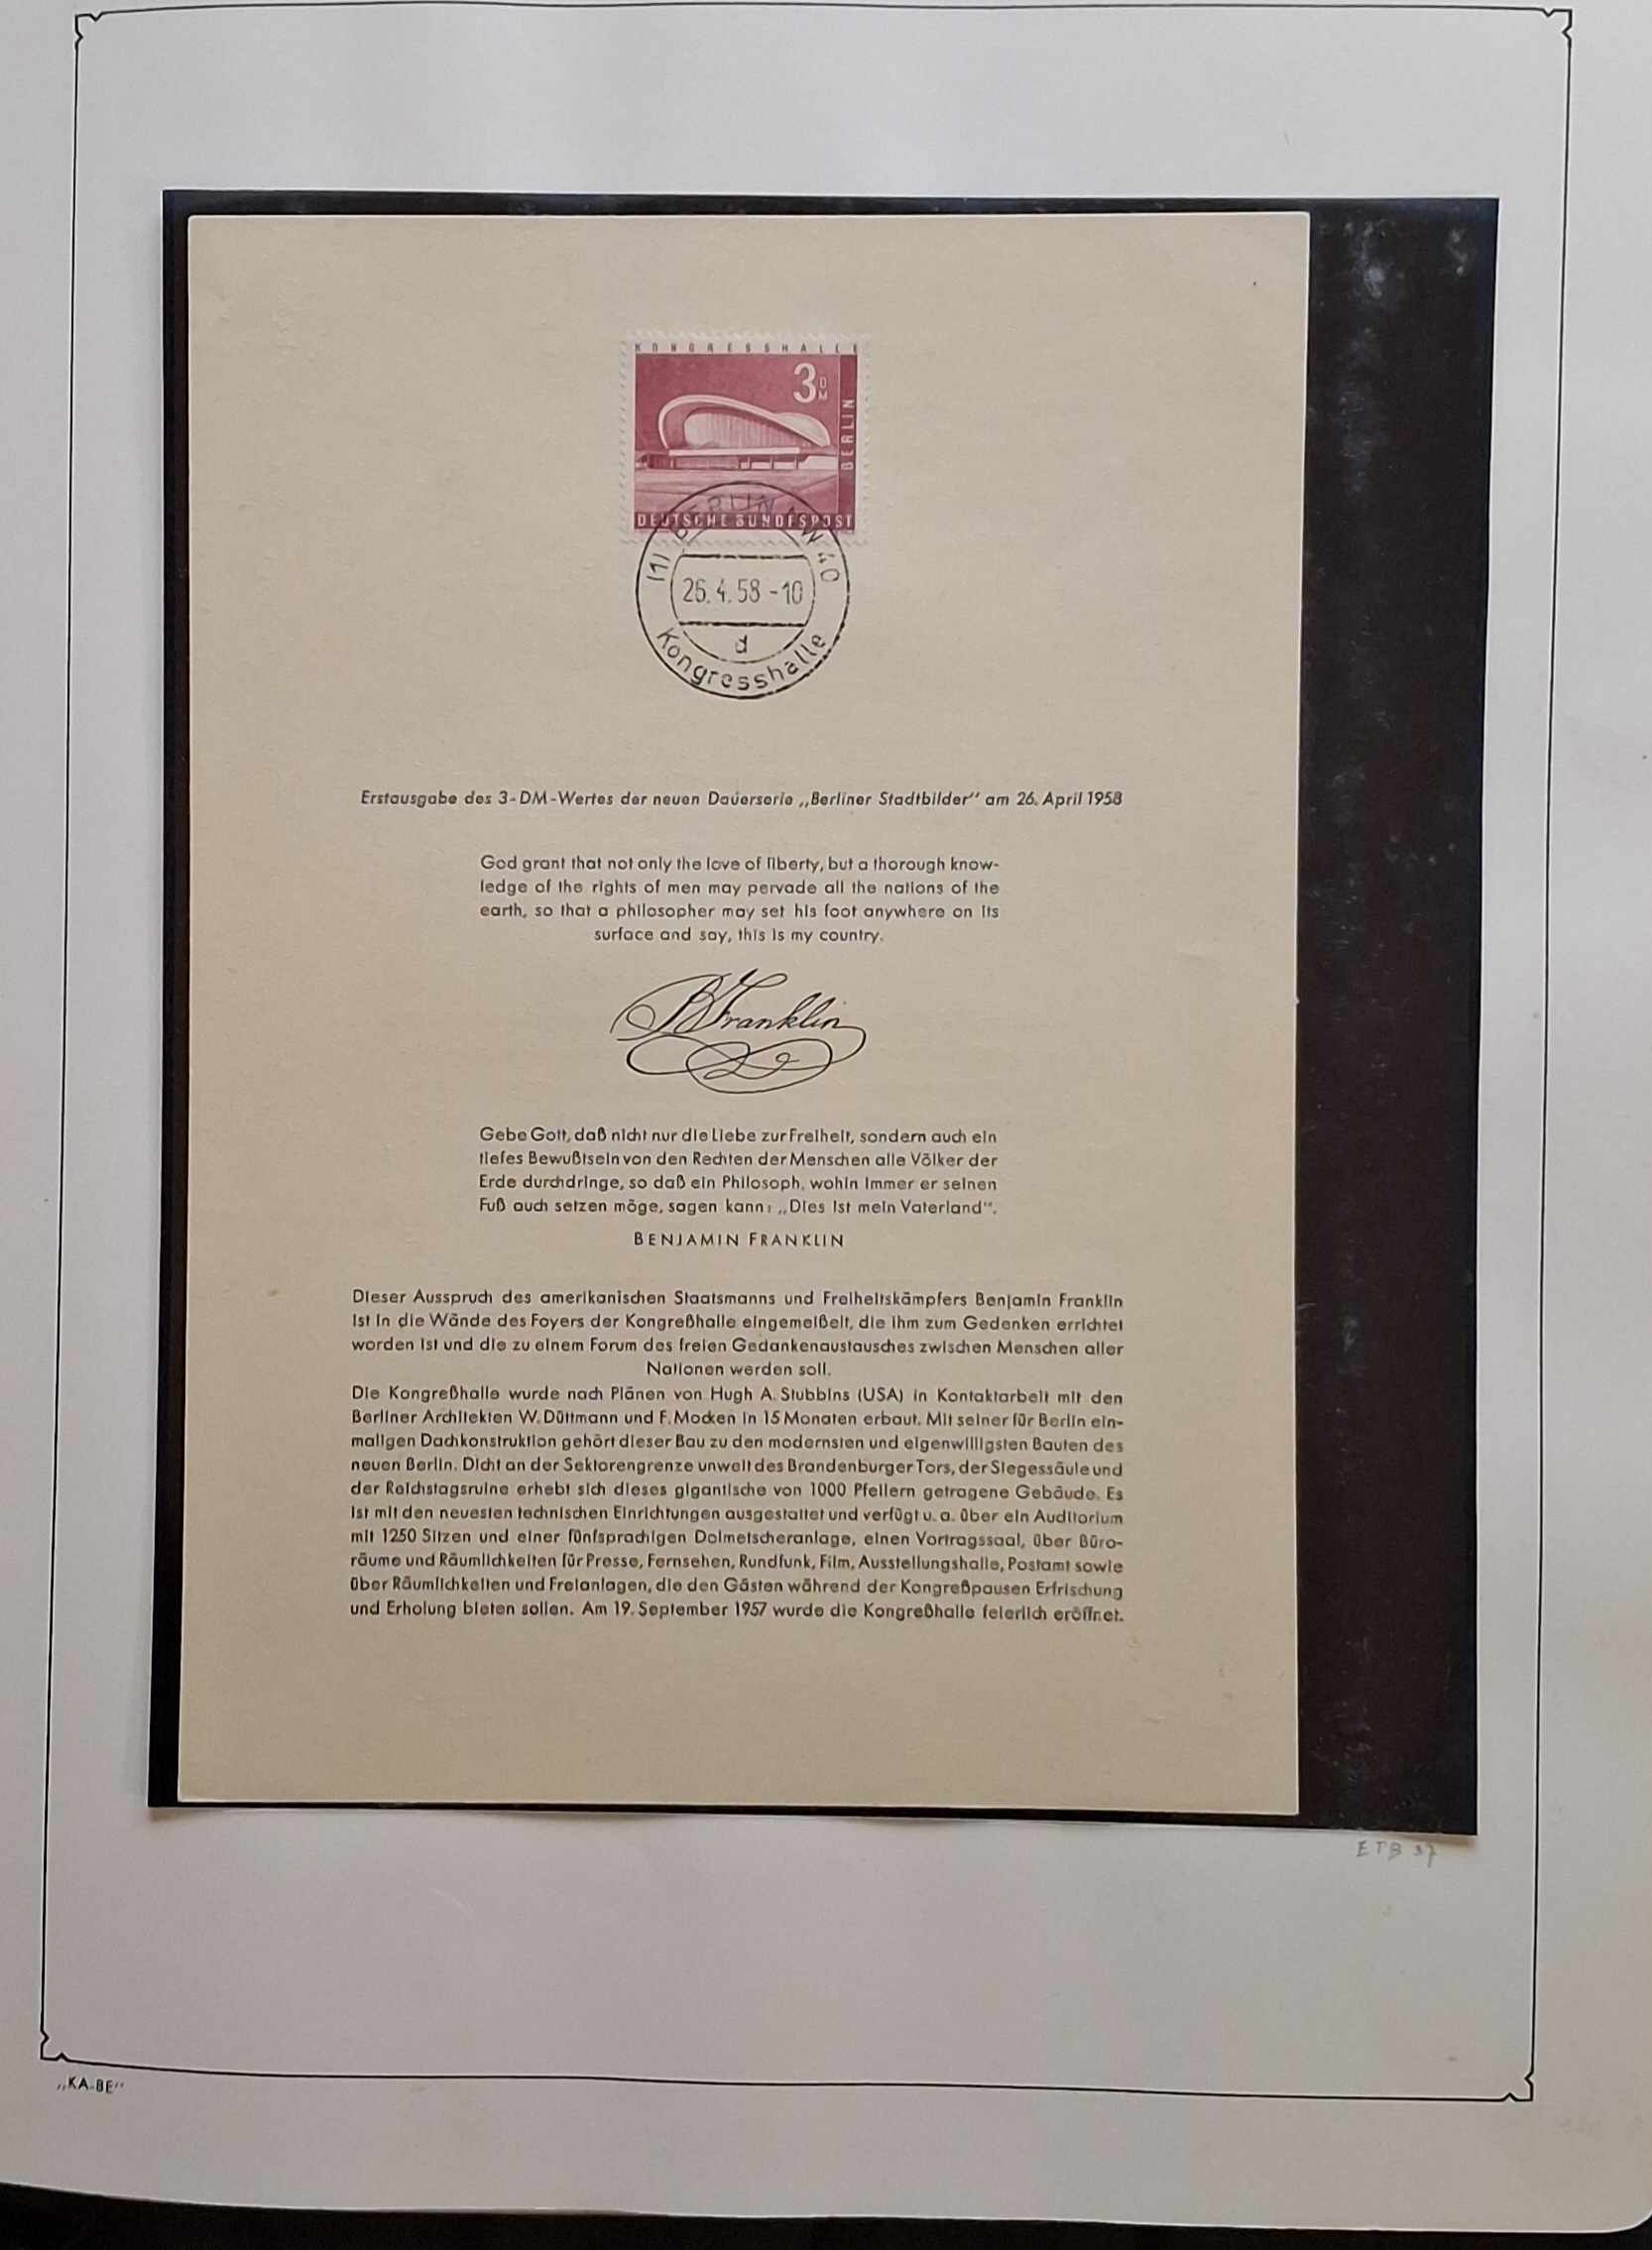 KONGRESSHALLE
3 DM
BERLIN
DEUTSCHE BUNDESPOST
(1) BERLIN NW 40
26.4.58-10
d
Kongresshalle
Erstausgabe des 3-DM-Wertes der neuen Dauerserie „Berliner Stadtbilder” am 26. April 1958
God grant that not only the love of liberty, but a thorough know-
ledge of the rights of men may pervade all the nations of the
earth, so that a philosopher may set his foot anywhere on its
surface and say, this is my country.
B Franklin
Gebe Gott, daß nicht nur die Liebe zur Freiheit, sondern auch ein
tiefes Bewußtsein von den Rechten der Menschen alle Völker der
Erde durchdringe, so daß ein Philosoph, wohin immer er seinen
Fuß auch setzen möge, sagen kann: „Dies ist mein Vaterland”.
BENJAMIN FRANKLIN
Dieser Ausspruch des amerikanischen Staatsmanns und Freiheitskämpfers Benjamin Franklin
ist in die Wände des Foyers der Kongreßhalle eingemeißelt, die ihm zum Gedenken errichtet
worden ist und die zu einem Forum des freien Gedankenaustausches zwischen Menschen aller
Nationen werden soll.
Die Kongreßhalle wurde nach Plänen von Hugh A. Stubbins (USA) in Kontaktarbeit mit den
Berliner Architekten W. Düttmann und F. Mocken in 15 Monaten erbaut. Mit seiner für Berlin ein-
maligen Dachkonstruktion gehört dieser Bau zu den modernsten und eigenwilligsten Bauten des
neuen Berlin. Dicht an der Sektorengrenze unweit des Brandenburger Tors, der Siegessäule und
der Reichstagsruine erhebt sich dieses gigantische von 1000 Pfeilern getragene Gebäude. Es
ist mit den neuesten technischen Einrichtungen ausgestattet und verfügt u. a. über ein Auditorium
mit 1250 Sitzen und einer fünfsprachigen Dolmetscheranlage, einen Vortragssaal, über Büro-
räume und Räumlichkeiten für Presse, Fernsehen, Rundfunk, Film, Ausstellungshalle, Postamt sowie
über Räumlichkeiten und Freianlagen, die den Gästen während der Kongreßpausen Erfrischung
und Erholung bieten sollen. Am 19. September 1957 wurde die Kongreßhalle feierlich eröffnet.
ETB 37
„KA-BE”